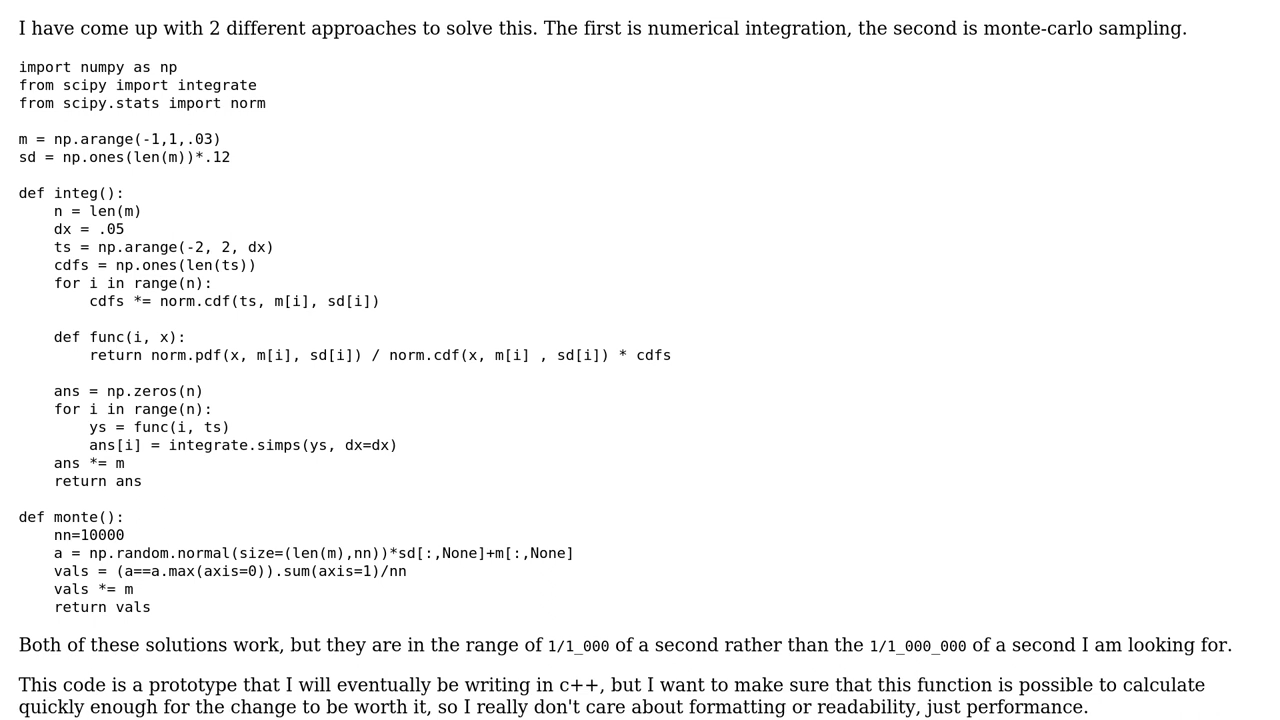 I have come up with 2 different approaches to solve this. The first is numerical integration, the second is monte-carlo sampling.
import numpy as np
from scipy import integrate
from scipy.stats import norm
m = np.arange(-1,1,.03)
sd = np.ones(len(m))*.12
def integ():
    n = len(m)
    dx = .05
    ts = np.arange(-2, 2, dx)
    cdfs = np.ones(len(ts))
    for i in range(n):
        cdfs *= norm.cdf(ts, m[i], sd[i])
    def func(i, x):
        return norm.pdf(x, m[i], sd[i]) / norm.cdf(x, m[i] , sd[i]) * cdfs
    ans = np.zeros(n)
    for i in range(n):
        ys = func(i, ts)
        ans[i] = integrate.simps(ys, dx=dx)
    ans *= m
    return ans
def monte():
    nn=10000
    a = np.random.normal(size=(len(m),nn))*sd[:,None]+m[:,None]
    vals = (a==a.max(axis=0)).sum(axis=1)/nn
    vals *= m
    return vals
Both of these solutions work, but they are in the range of 1/1_000 of a second rather than the 1/1_000_000 of a second I am looking for.
This code is a prototype that I will eventually be writing in c++, but I want to make sure that this function is possible to calculate
quickly enough for the change to be worth it, so I really don't care about formatting or readability, just performance.